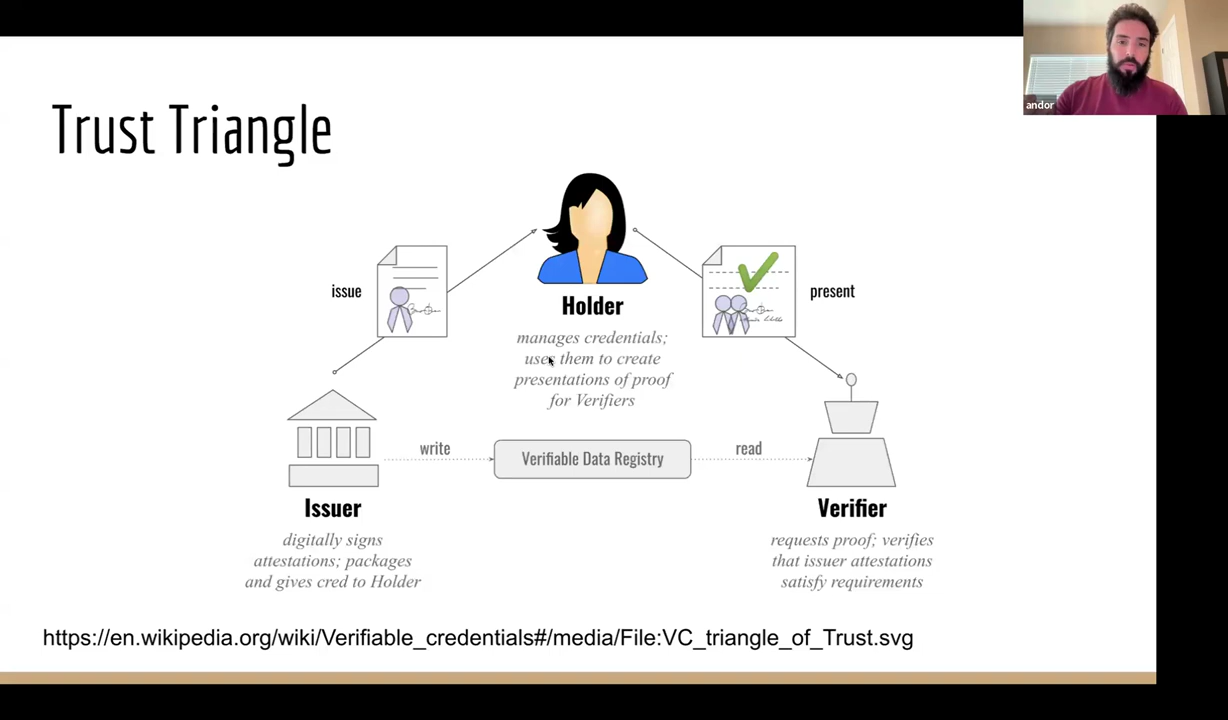 andor
Trust Triangle
issue
present
Holder
manages credentials;
uses them to create
presentations of proof
for Verifiers
write
Verifiable Data Registry
read
Issuer
digitally signs
attestations; packages
and gives cred to Holder
Verifier
requests proof; verifies
that issuer attestations
satisfy requirements
https://en.wikipedia.org/wiki/Verifiable_credentials#/media/File:VC_triangle_of_Trust.svg